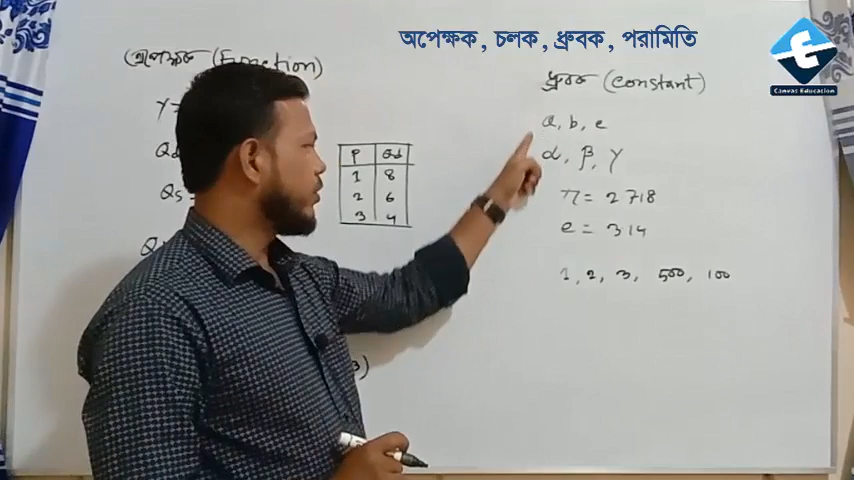 অপেক্ষক, চলক, ধ্রুবক, পরামিতি
Canvas Education
অপেক্ষক (Function)
Y
Qd
Qs
P Qd
1 8
2 6
3 4
ধ্রুবক (Constant)
a, b, c
α, β, γ
π = 2 718
e = 3 14
1, 2, 3, 500, 100
3)